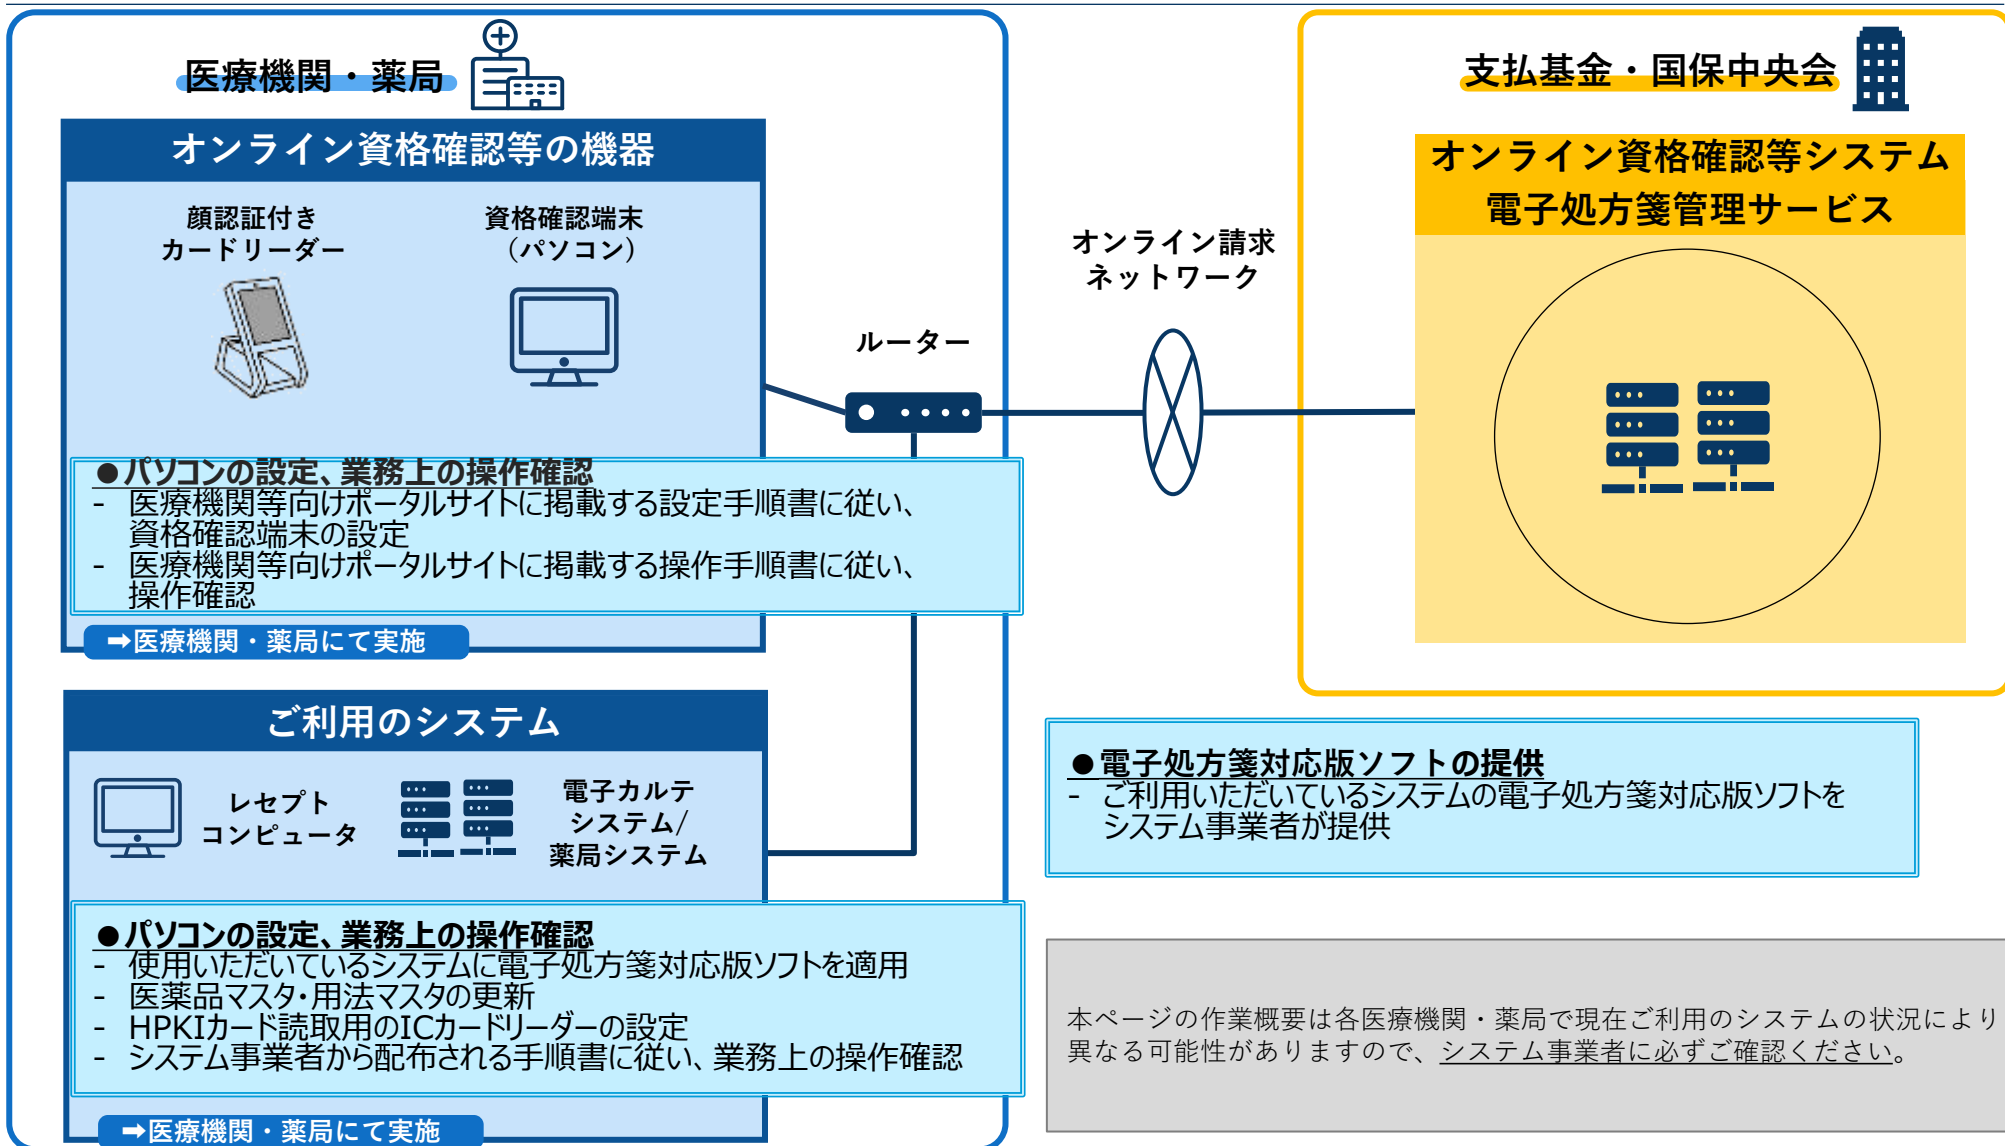 医療機関・薬局
オンライン資格確認等の機器
顔認証付き
カードリーダー
資格確認端末
（パソコン）
●パソコンの設定、業務上の操作確認
- 医療機関等向けポータルサイトに掲載する設定手順書に従い、
資格確認端末の設定
- 医療機関等向けポータルサイトに掲載する操作手順書に従い、
操作確認
➡医療機関・薬局にて実施
ルーター
オンライン請求
ネットワーク
支払基金・国保中央会
オンライン資格確認等システム
電子処方箋管理サービス
ご利用のシステム
レセプト
コンピュータ
電子カルテ
システム/
薬局システム
●パソコンの設定、業務上の操作確認
- 使用いただいているシステムに電子処方箋対応版ソフトを適用
- 医薬品マスタ・用法マスタの更新
- HPKIカード読取用のICカードリーダーの設定
- システム事業者から配布される手順書に従い、業務上の操作確認
➡医療機関・薬局にて実施
●電子処方箋対応版ソフトの提供
- ご利用いただいているシステムの電子処方箋対応版ソフトを
システム事業者が提供
本ページの作業概要は各医療機関・薬局で現在ご利用のシステムの状況により
異なる可能性がありますので、システム事業者に必ずご確認ください。